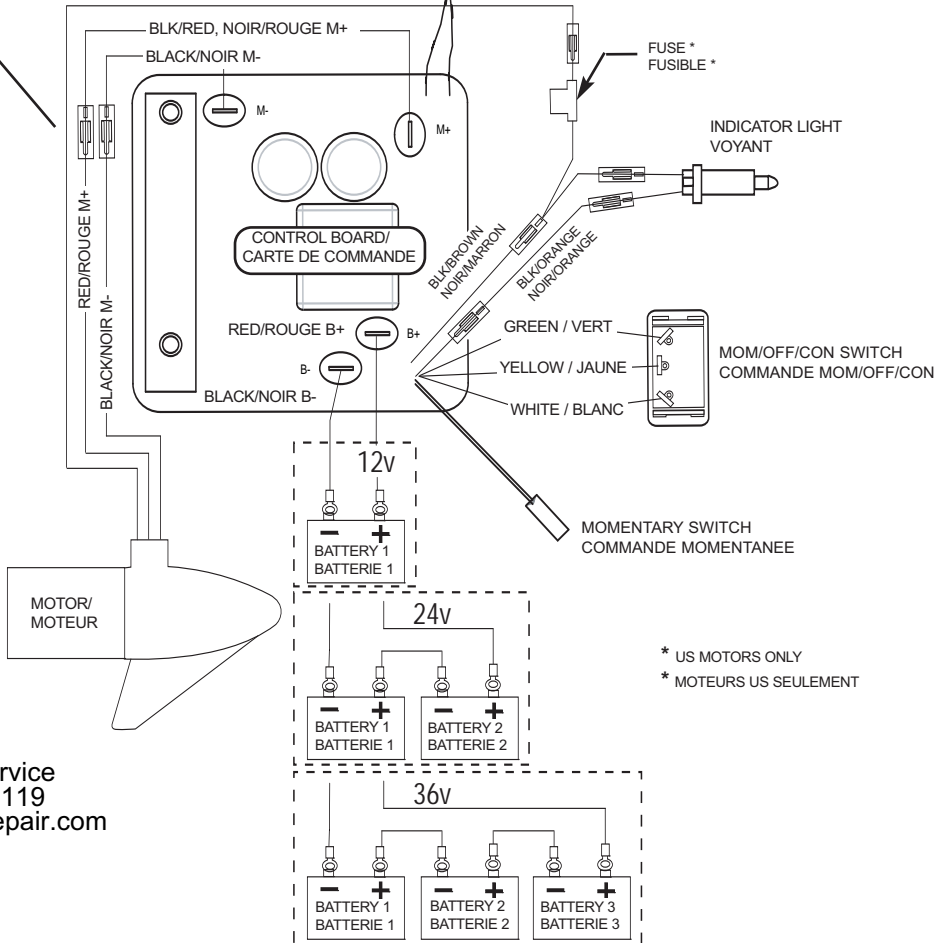 BLK/RED, NOIR/ROUGE M+
BLACK/NOIR M-
FUSE *
FUSIBLE *
M-
M+
INDICATOR LIGHT
VOYANT
RED/ROUGE M+
BLACK/NOIR M-
CONTROL BOARD/
CARTE DE COMMANDE
BLK/BROWN
NOIR/MARRON
BLK/ORANGE
NOIR/ORANGE
RED/ROUGE B+
B+
B-
BLACK/NOIR B-
GREEN / VERT
YELLOW / JAUNE
WHITE / BLANC
MOM/OFF/CON SWITCH
COMMANDE MOM/OFF/CON
12v
- +
BATTERY 1
BATTERIE 1
MOMENTARY SWITCH
COMMANDE MOMENTANEE
MOTOR/
MOTEUR
24v
- +
BATTERY 1
BATTERIE 1
- +
BATTERY 2
BATTERIE 2
* US MOTORS ONLY
* MOTEURS US SEULEMENT
rvice
119
epair.com
36v
- +
BATTERY 1
BATTERIE 1
- +
BATTERY 2
BATTERIE 2
- +
BATTERY 3
BATTERIE 3